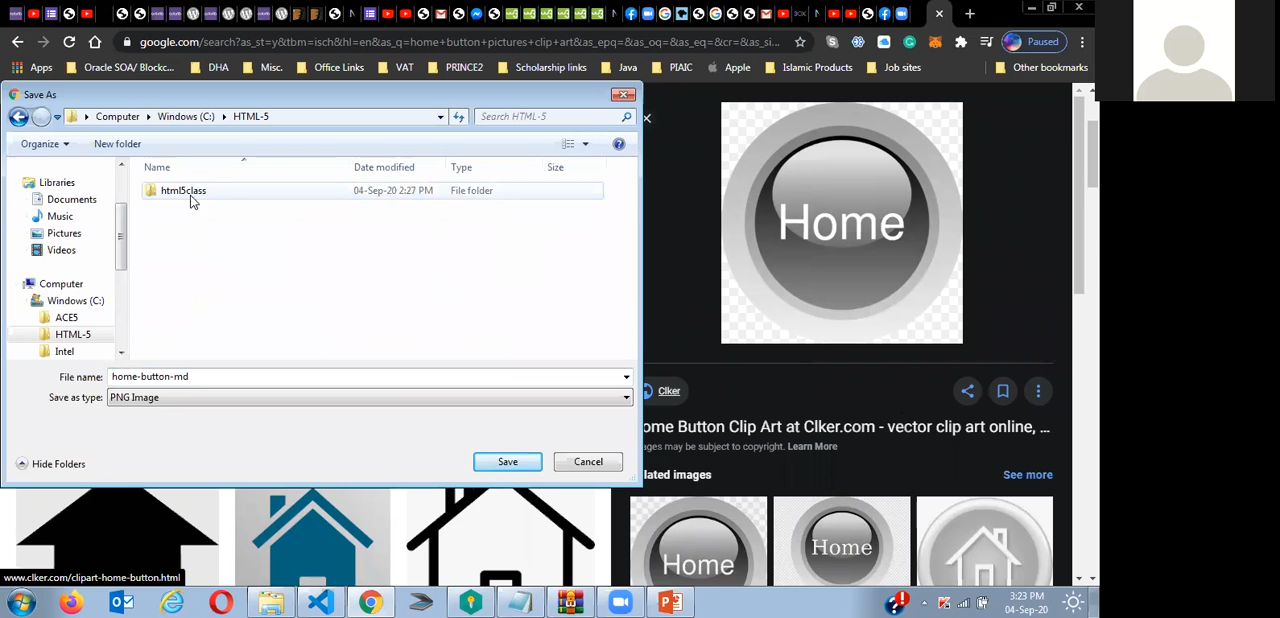 google.com/search?as_st=y&tbm=isch&hl=en&as_q=home+button+pictures+clip+art&as_epq=&as_oq=&as_eq=&cr=&as_si...
Paused
Apps
Oracle SOA/ Blockc...
DHA
Misc.
Office Links
VAT
PRINCE2
Scholarship links
Java
PIAIC
Apple
Islamic Products
Job sites
Other bookmarks
Save As
Computer
Windows (C:)
HTML-5
Search HTML-5
Organize
New folder
Name
Date modified
Type
Size
html5class
04-Sep-20 2:27 PM
File folder
Libraries
Documents
Music
Pictures
Videos
Computer
Windows (C:)
ACE5
HTML-5
Intel
File name:
home-button-md
Save as type:
PNG Image
Hide Folders
Save
Cancel
Home
Clker
ome Button Clip Art at Clker.com - vector clip art online, ...
ages may be subject to copyright. Learn More
lated images
See more
Home
Home
www.clker.com/clipart-home-button.html
3:23 PM
04-Sep-20